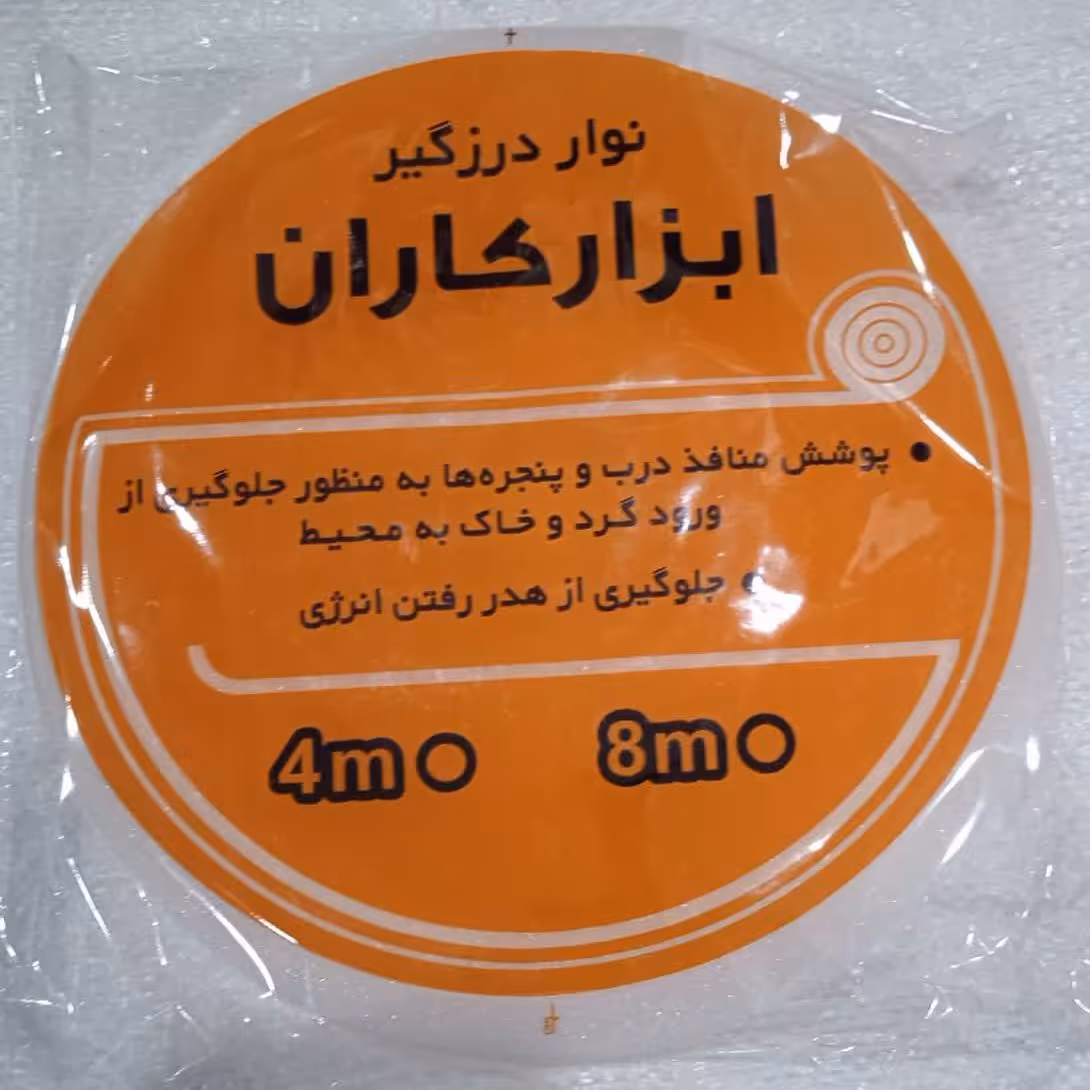 نوار درزگیر
ابزارکاران
● پوشش منافذ درب و پنجره‌ها به منظور جلوگیری از
ورود گرد و خاک به محیط
● جلوگیری از هدر رفتن انرژی
4m 8m